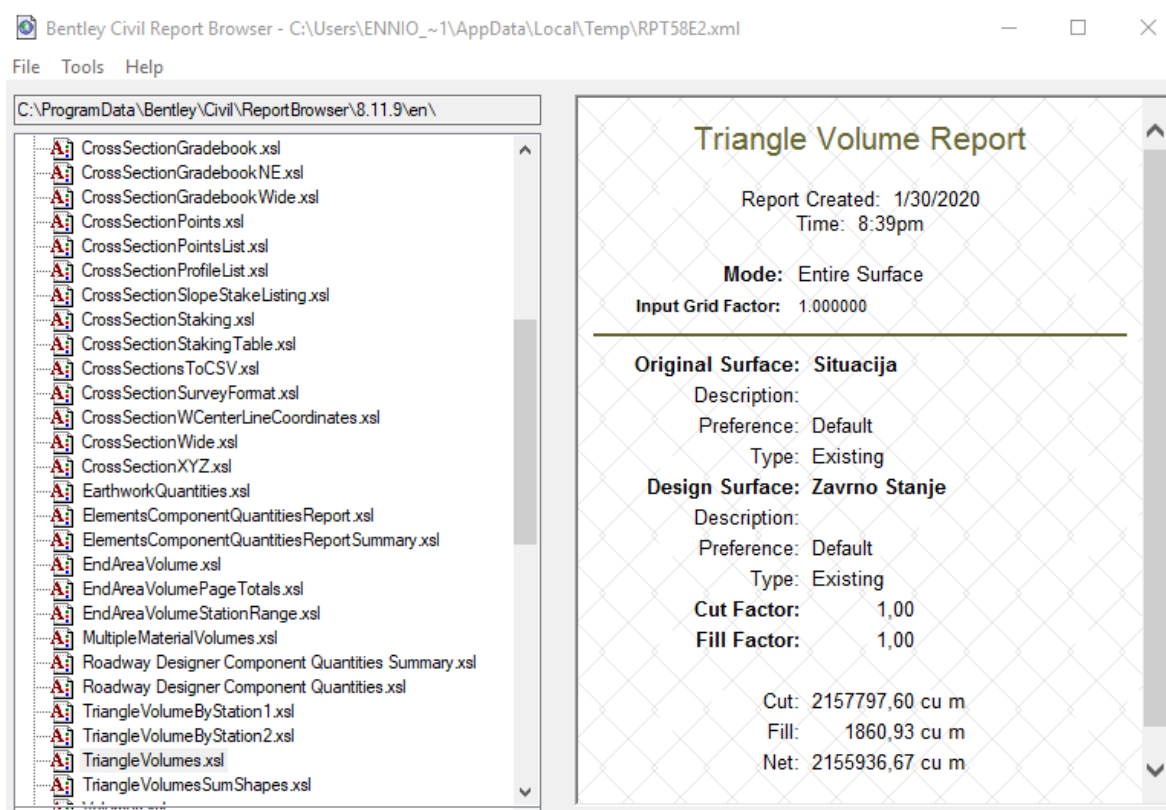 Bentley Civil Report Browser - C:\Users\ENNIO_~1\AppData\Local\Temp\RPT58E2.xml
File Tools Help
C:\ProgramData\Bentley\Civil\ReportBrowser\8.11.9\en\
CrossSectionGradebook.xsl
CrossSectionGradebookNE.xsl
CrossSectionGradebookWide.xsl
CrossSectionPoints.xsl
CrossSectionPointsList.xsl
CrossSectionProfileList.xsl
CrossSectionSlopeStakeListing.xsl
CrossSectionStaking.xsl
CrossSectionStakingTable.xsl
CrossSectionsToCSV.xsl
CrossSectionSurveyFormat.xsl
CrossSectionWCenterLineCoordinates.xsl
CrossSectionWide.xsl
CrossSectionXYZ.xsl
EarthworkQuantities.xsl
ElementsComponentQuantitiesReport.xsl
ElementsComponentQuantitiesReportSummary.xsl
EndAreaVolume.xsl
EndAreaVolumePageTotals.xsl
EndAreaVolumeStationRange.xsl
MultipleMaterialVolumes.xsl
Roadway Designer Component Quantities Summary.xsl
Roadway Designer Component Quantities.xsl
TriangleVolumeByStation1.xsl
TriangleVolumeByStation2.xsl
TriangleVolumes.xsl
TriangleVolumesSumShapes.xsl
Triangle Volume Report
Report Created: 1/30/2020
Time: 8:39pm
Mode: Entire Surface
Input Grid Factor: 1.000000
Original Surface: Situacija
Description:
Preference: Default
Type: Existing
Design Surface: Zavrno Stanje
Description:
Preference: Default
Type: Existing
Cut Factor: 1,00
Fill Factor: 1,00
Cut: 2157797,60 cu m
Fill: 1860,93 cu m
Net: 2155936,67 cu m